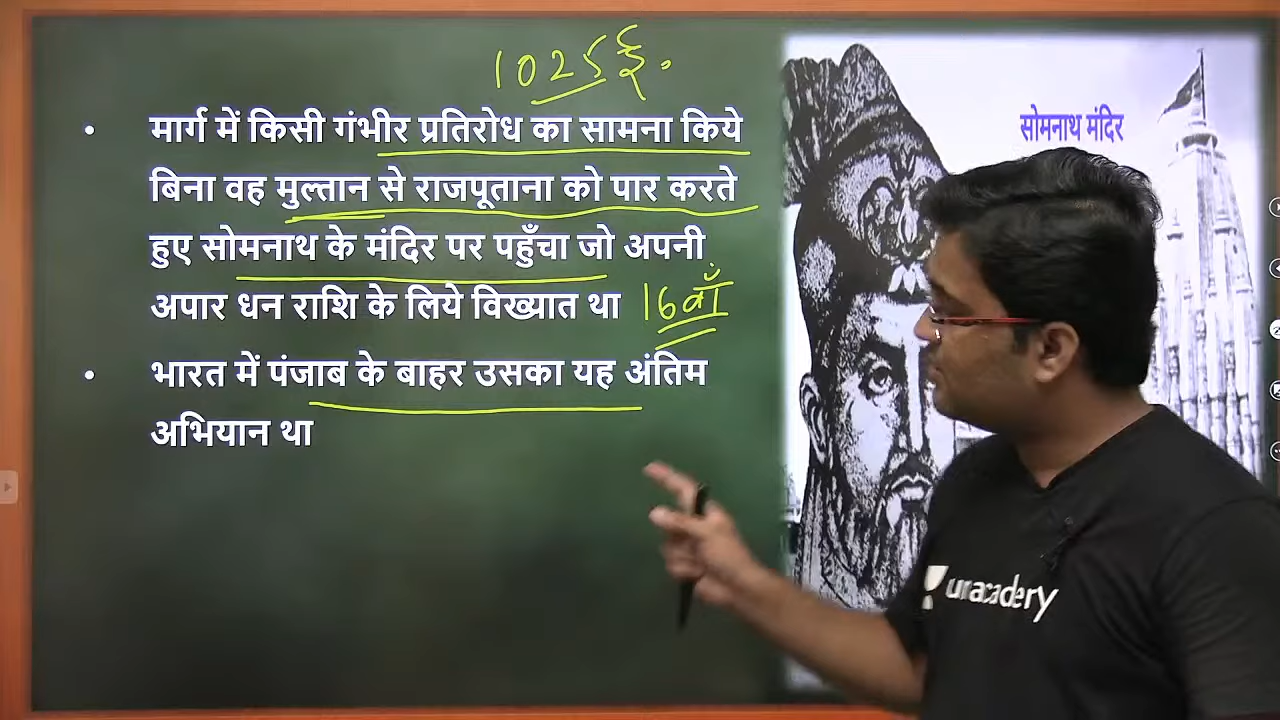 1025 ई.
मार्ग में किसी गंभीर प्रतिरोध का सामना किये
बिना वह मुल्तान से राजपूताना को पार करते
हुए सोमनाथ के मंदिर पर पहुँचा जो अपनी
अपार धन राशि के लिये विख्यात था 16वाँ
भारत में पंजाब के बाहर उसका यह अंतिम
अभियान था
सोमनाथ मंदिर
unacademy